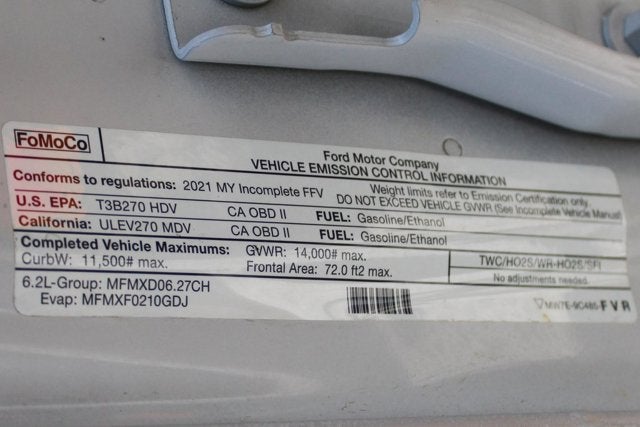 FoMoCo
Ford Motor Company
VEHICLE EMISSION CONTROL INFORMATION
Conforms to regulations: 2021 MY Incomplete FFV
Weight limits refer to Emission Certification only.
DO NOT EXCEED VEHICLE GVWR (See Incomplete Vehicle Manual)
U.S. EPA: T3B270 HDV CA OBD II FUEL: Gasoline/Ethanol
California: ULEV270 MDV CA OBD II FUEL: Gasoline/Ethanol
Completed Vehicle Maximums: GVWR: 14,000# max.
CurbW: 11,500# max. Frontal Area: 72.0 ft2 max.
TWC/HO2S/WR-HO2S/SFI
No adjustments needed.
6.2L-Group: MFMXD06.27CH
Evap: MFMXF0210GDJ
MW7E-9C485-FVR